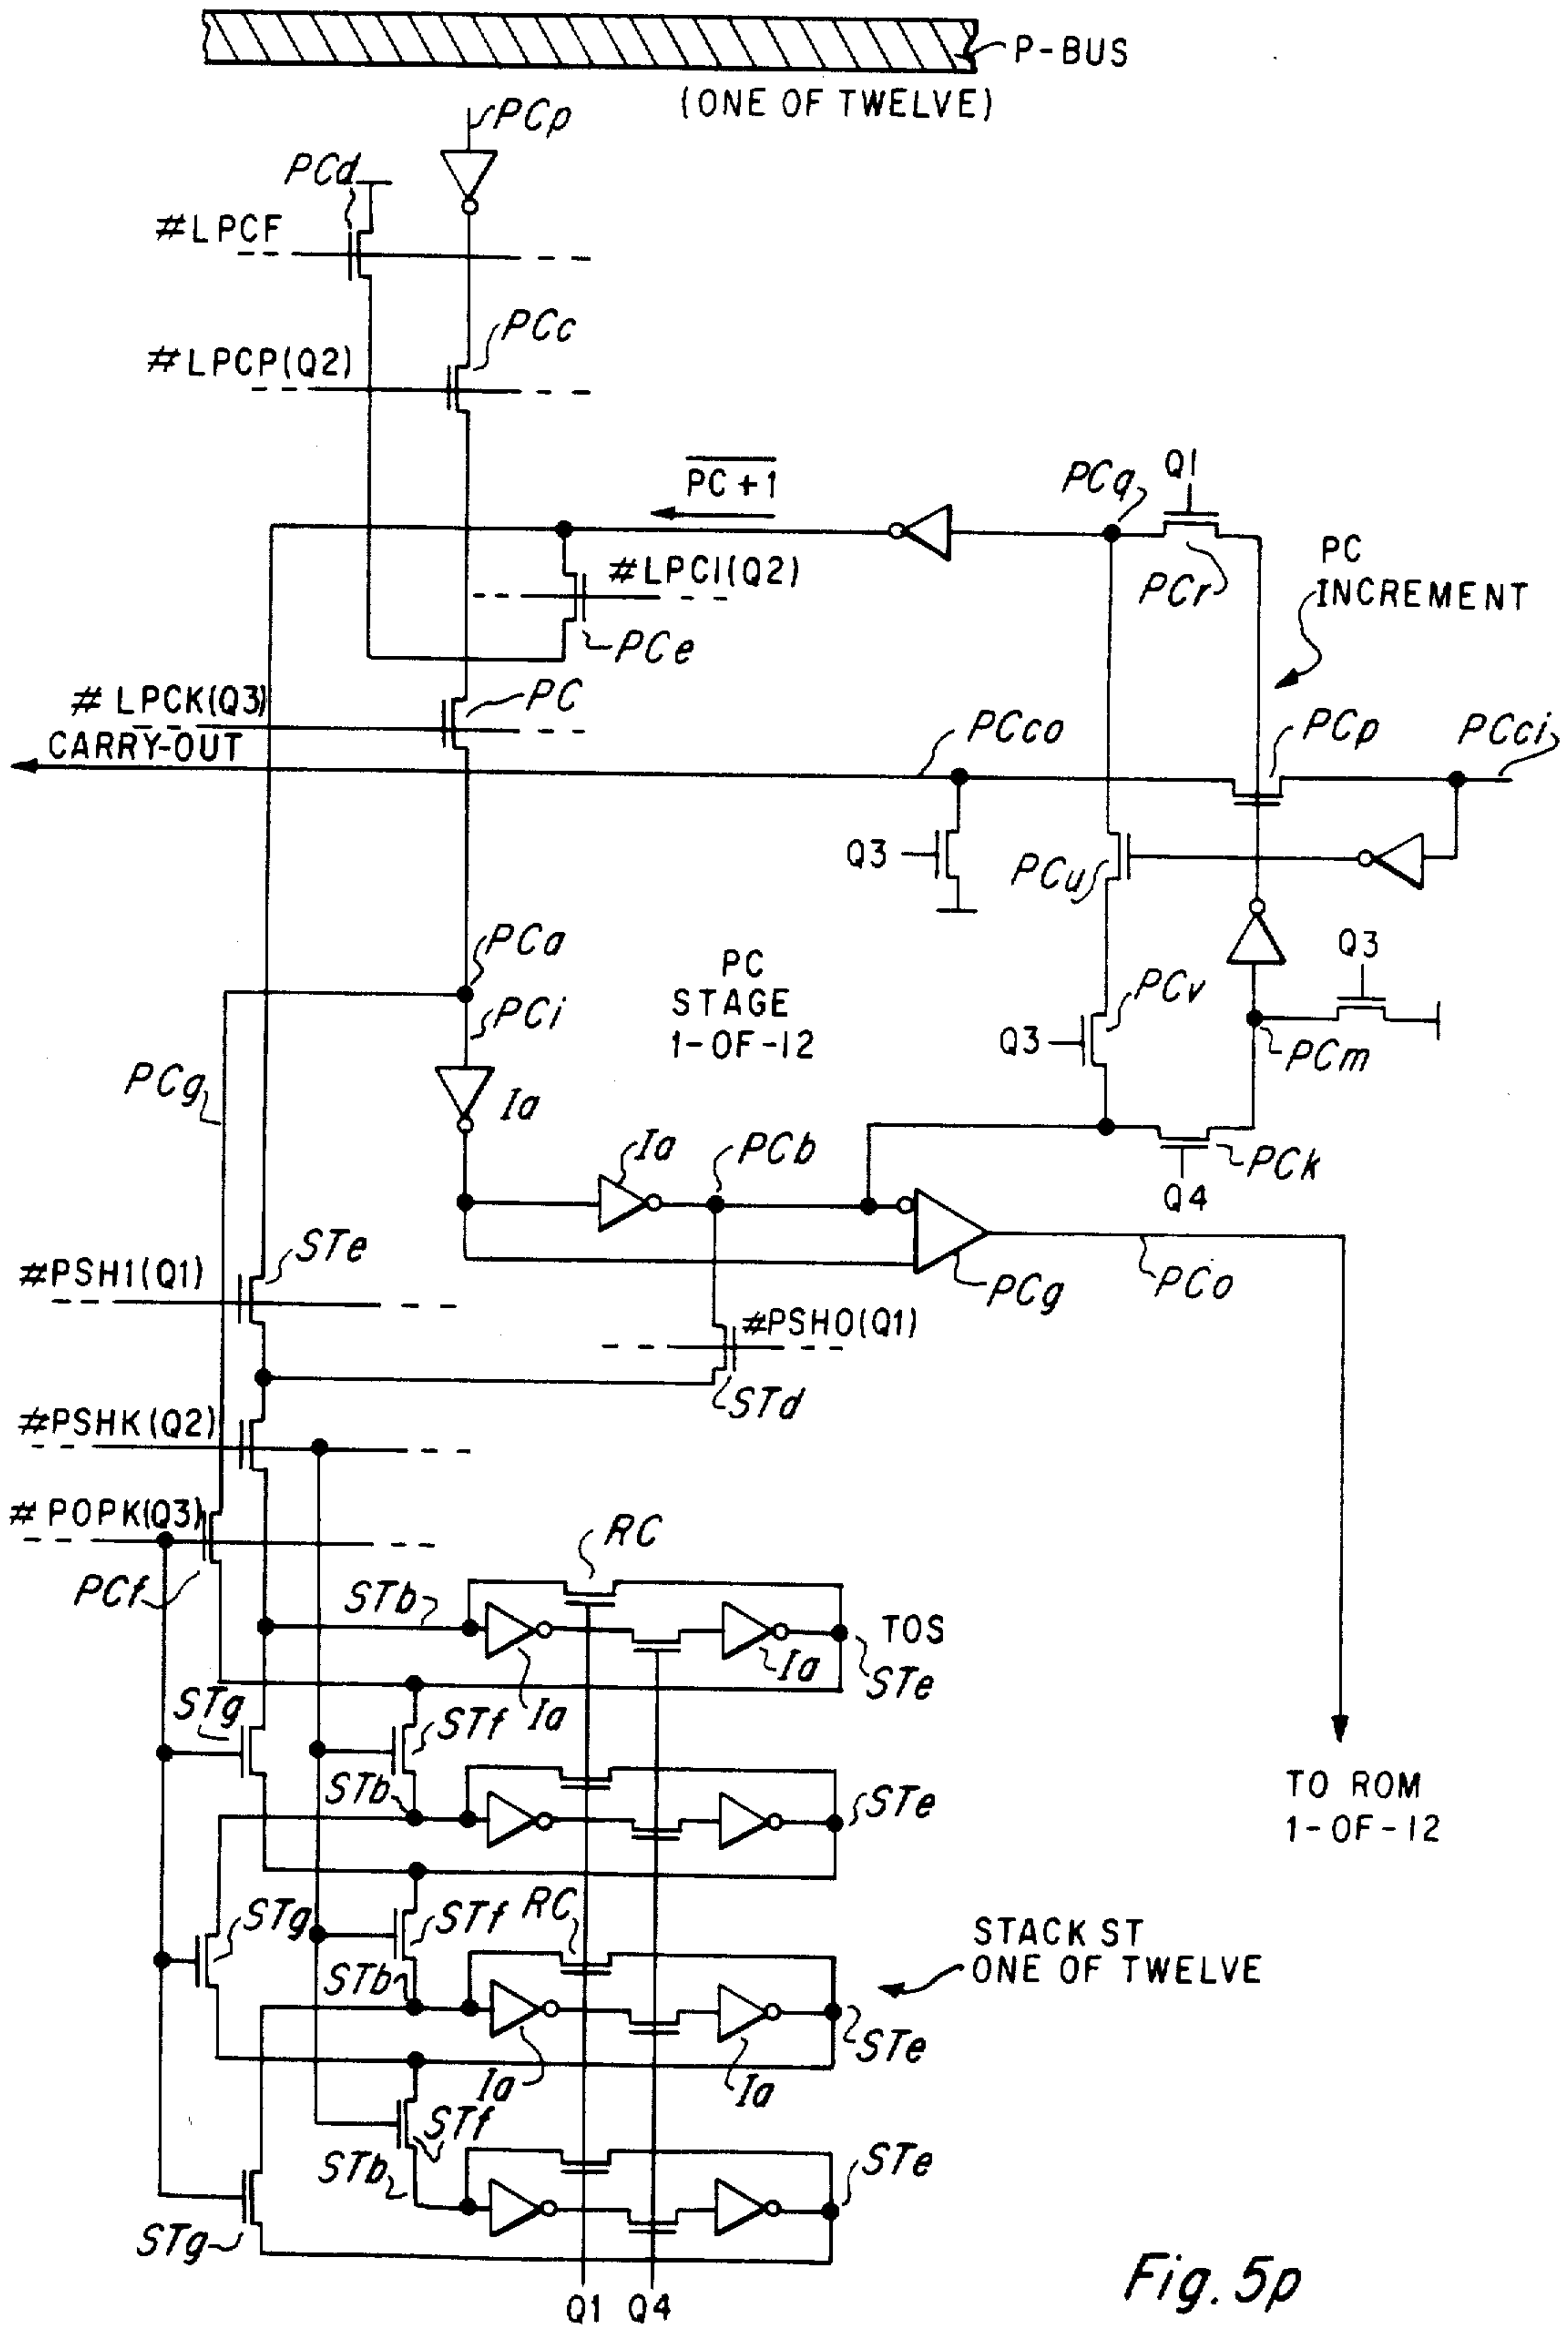 P-BUS
(ONE OF TWELVE)
PCp
PCd
#LPCF
PCc
#LPCP(Q2)
PC+1
PCq
Q1
PCr
PC
INCREMENT
#LPCI(Q2)
PCe
#LPCK(Q3)
PC
CARRY-OUT
PCco
PCp
PCci
Q3
PCu
PCa
PC
STAGE
1-OF-12
Q3
PCi
PCv
Q3
PCm
PCg
Ia
Ia
PCb
PCk
Q4
STe
#PSHI(Q1)
PCg
PCo
#PSHO(Q1)
STd
#PSHK(Q2)
#POPK(Q3)
RC
PCf
STb
TOS
Ia
STe
Ia
STg
STf
STb
STe
TO ROM
1-OF-12
STg
STf
RC
STACK ST
ONE OF TWELVE
STb
STe
Ia
Ia
STf
STb
STe
STg
Q1 Q4
Fig. 5p